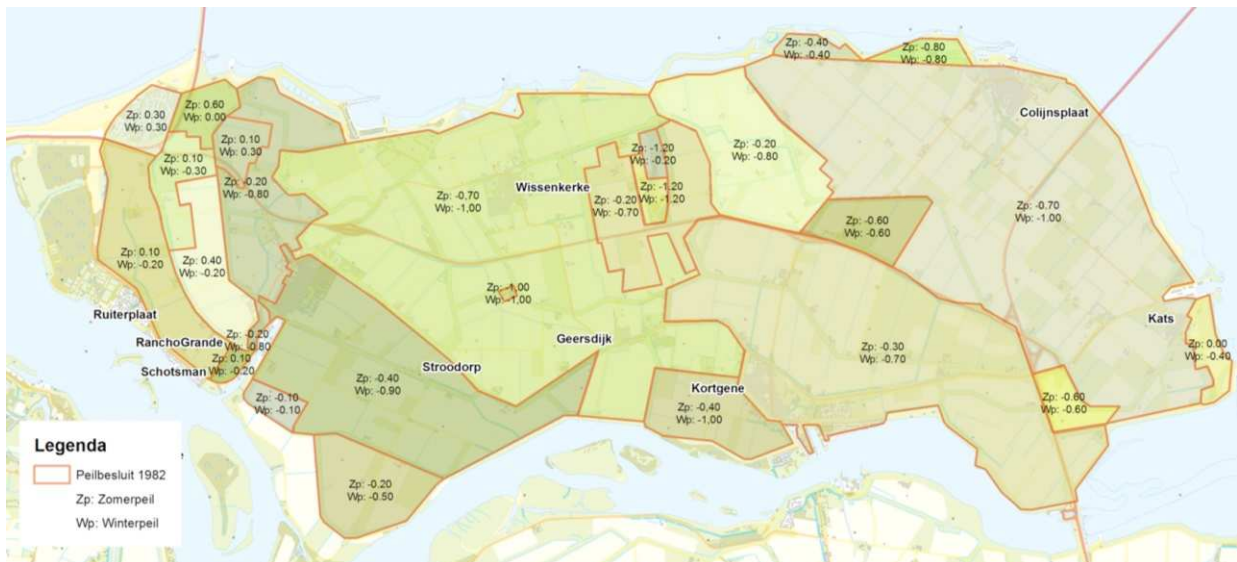 Zp: -0.40
Wp: -0.40
Zp: -0.80
Wp: -0.80
Zp: 0.30
Wp: 0.30
Zp: 0.60
Wp: 0.00
Colijnsplaat
Zp: 0.10
Wp: 0.30
Zp: 0.10
Wp: -0.30
Zp: -0.20
Wp: -0.80
Zp: -1.20
Wp: -0.20
Zp: -0.20
Wp: -0.80
Wissenkerke
Zp: -0,70
Wp: -1,00
Zp: -0.20
Wp: -0.70
Zp: -1.20
Wp: -1.20
Zp: -0.70
Wp: -1.00
Zp: -0.60
Wp: -0.60
Zp: 0.10
Wp: -0.20
Zp: 0.40
Wp: -0.20
Zp: -1.00
Wp: -1.00
Ruiterplaat
Kats
RanchoGrande
Zp: -0.20
Wp: -0.80
Geersdijk
Zp: -0.30
Wp: -0.70
Zp: 0.00
Wp: -0.40
Schotsman
Zp: 0.10
Wp: -0.20
Stroodorp
Zp: -0.40
Wp: -0.90
Kortgene
Zp: -0,40
Wp: -1,00
Zp: -0.60
Wp: -0.60
Zp: -0.10
Wp: -0.10
Zp: -0.20
Wp: -0.50
Legenda
Peilbesluit 1982
Zp: Zomerpeil
Wp: Winterpeil